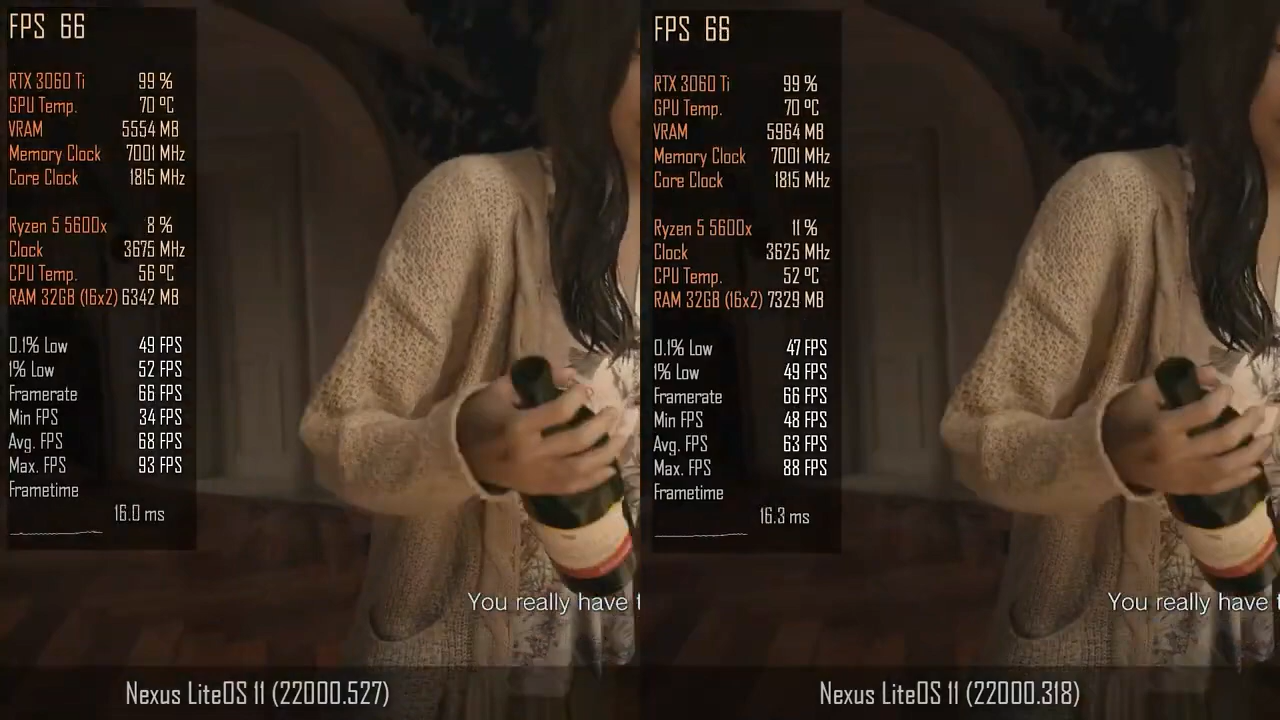 FPS 66
RTX 3060 Ti 99 %
GPU Temp. 70 ºC
VRAM 5554 MB
Memory Clock 7001 MHz
Core Clock 1815 MHz
Ryzen 5 5600x 8 %
Clock 3675 MHz
CPU Temp. 56 ºC
RAM 32GB (16x2) 6342 MB
0.1% Low 49 FPS
1% Low 52 FPS
Framerate 66 FPS
Min FPS 34 FPS
Avg. FPS 68 FPS
Max. FPS 93 FPS
Frametime
16.0 ms
You really have t
Nexus LiteOS 11 (22000.527)
FPS 66
RTX 3060 Ti 99 %
GPU Temp. 70 ºC
VRAM 5964 MB
Memory Clock 7001 MHz
Core Clock 1815 MHz
Ryzen 5 5600x 11 %
Clock 3625 MHz
CPU Temp. 52 ºC
RAM 32GB (16x2) 7329 MB
0.1% Low 47 FPS
1% Low 49 FPS
Framerate 66 FPS
Min FPS 48 FPS
Avg. FPS 63 FPS
Max. FPS 88 FPS
Frametime
16.3 ms
You really have t
Nexus LiteOS 11 (22000.318)